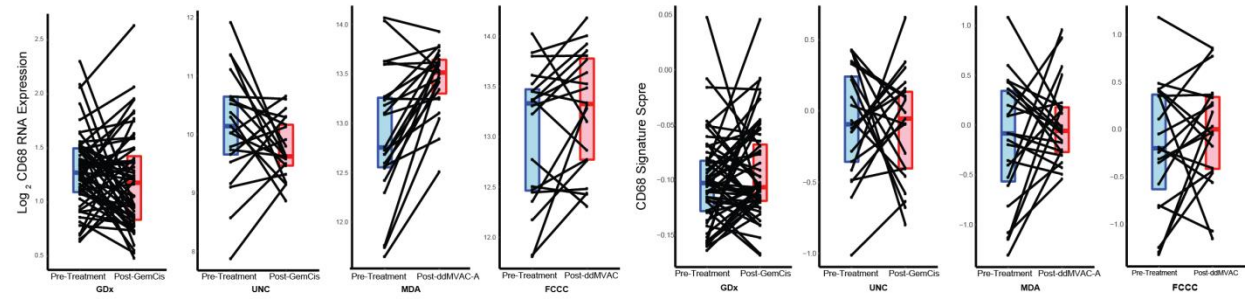 Log 2 CD68 RNA Expression
2.5
2.0
1.5
1.0
0.5
Pre-Treatment Post-GemCis
GDx
12
11
10
9
8
Pre-Treatment Post-GemCis
UNC
14.0
13.5
13.0
12.5
12.0
Pre-Treatment Post-ddMVAC-A
MDA
14.0
13.5
13.0
12.5
12.0
Pre-Treatment Post-ddMVAC
FCCC
CD68 Signature Scpre
0.05
0.00
−0.05
−0.10
−0.15
Pre-Treatment Post-GemCis
GDx
0.5
0.0
−0.5
−1.0
Pre-Treatment Post-GemCis
UNC
1.0
0.5
0.0
−0.5
−1.0
Pre-Treatment Post-ddMVAC-A
MDA
1.0
0.5
0.0
−0.5
−1.0
Pre-Treatment Post-ddMVAC
FCCC